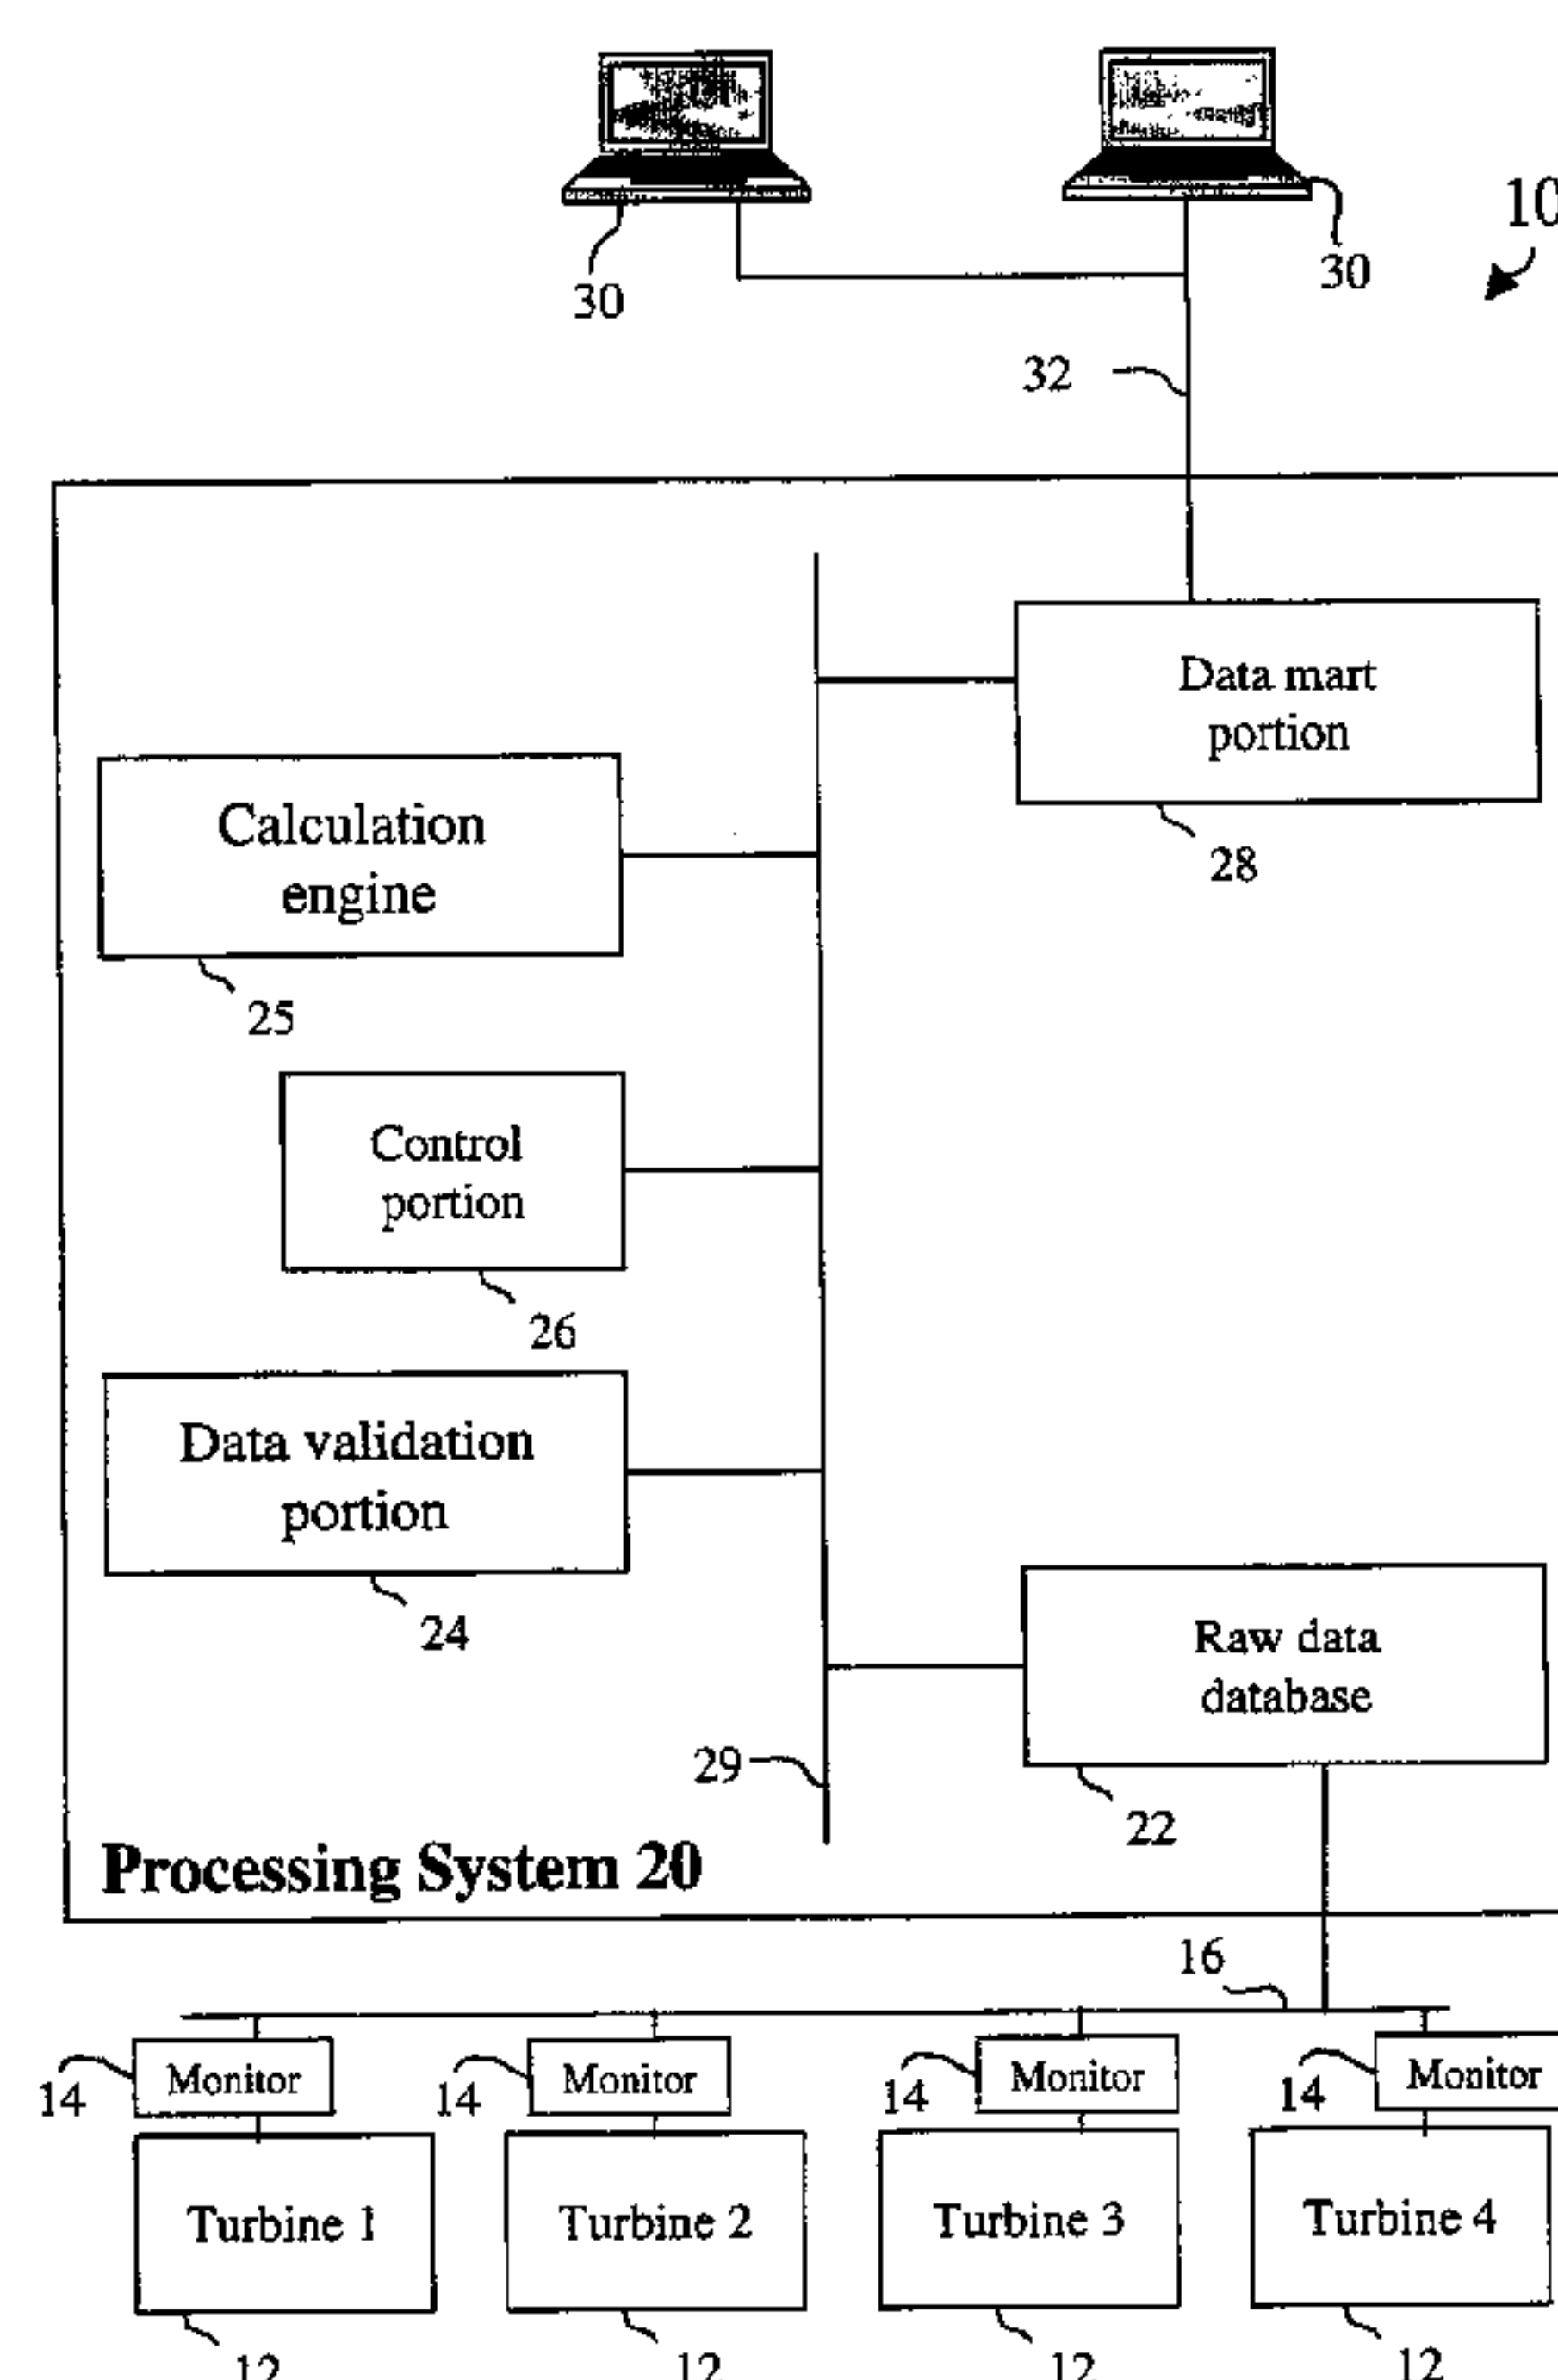 10
30
30
32
Data mart
portion
28
Calculation
engine
25
Control
portion
26
Data validation
portion
24
Raw data
database
22
29
Processing System 20
16
14
Monitor
14
Monitor
14
Monitor
14
Monitor
Turbine 1
Turbine 2
Turbine 3
Turbine 4
12
12
12
12